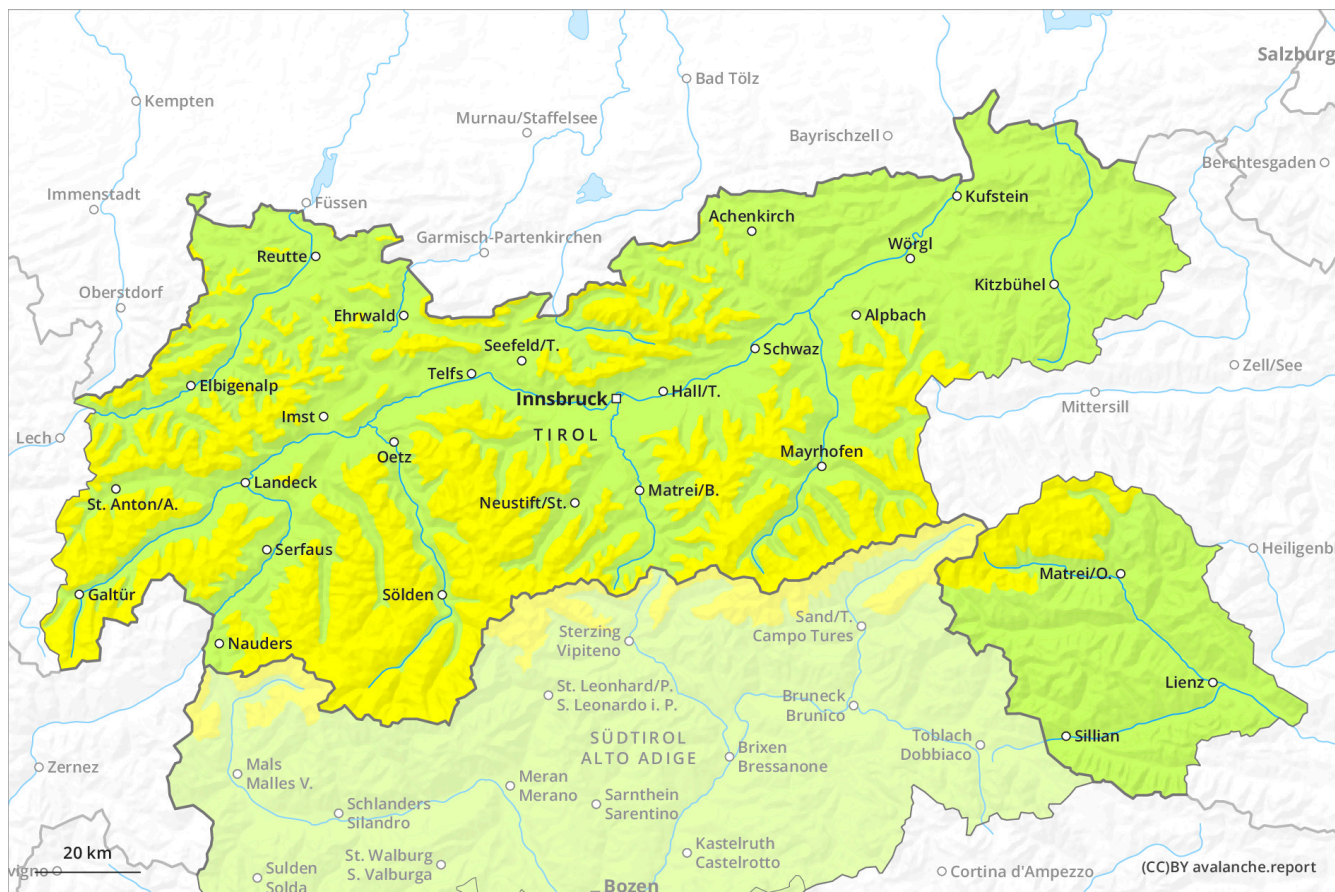 Salzburg
Kempten
Bad Tölz
Murnau/Staffelsee
Bayrischzell
Berchtesgaden
Immenstadt
Füssen
Kufstein
Achenkirch
Garmisch-Partenkirchen
Wörgl
Reutte
Oberstdorf
Kitzbühel
Ehrwald
Alpbach
Seefeld/T.
Schwaz
Zell/See
Telfs
Elbigenalp
Hall/T.
Innsbruck
Mittersill
Imst
Lech
TIROL
Oetz
Mayrhofen
Landeck
St. Anton/A.
Neustift/St.
Matrei/B.
Serfaus
Heiligenb
Matrei/O.
Galtür
Sölden
Sand/T.
Campo Tures
Sterzing
Vipiteno
Nauders
Lienz
St. Leonhard/P.
S. Leonardo i. P.
Bruneck
Brunico
SÜDTIROL
ALTO ADIGE
Toblach
Dobbiaco
Sillian
Brixen
Bressanone
Zernez
Mals
Malles V.
Meran
Merano
Sarnthein
Sarentino
Schlanders
Silandro
Kastelruth
Castelrotto
20 km
St. Walburg
S. Valburga
vigno
Sulden
Solda
Cortina d'Ampezzo
(CC)BY avalanche.report
Bozen